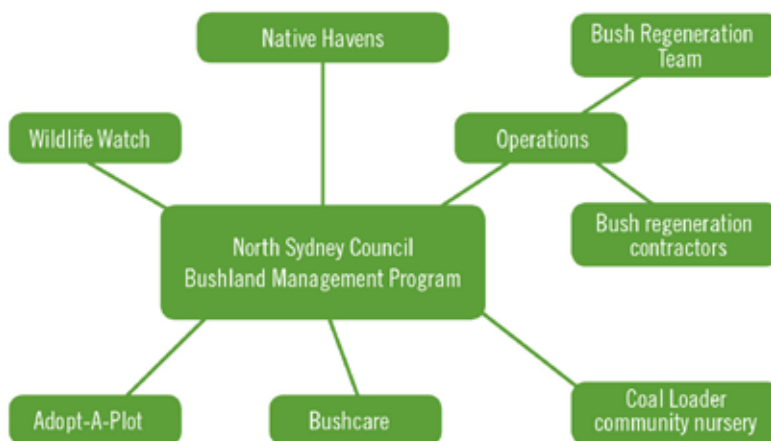 Native Havens
Bush Regeneration
Team
Wildlife Watch
Operations
North Sydney Council
Bushland Management Program
Bush regeneration
contractors
Adopt-A-Plot
Bushcare
Coal Loader
community nursery